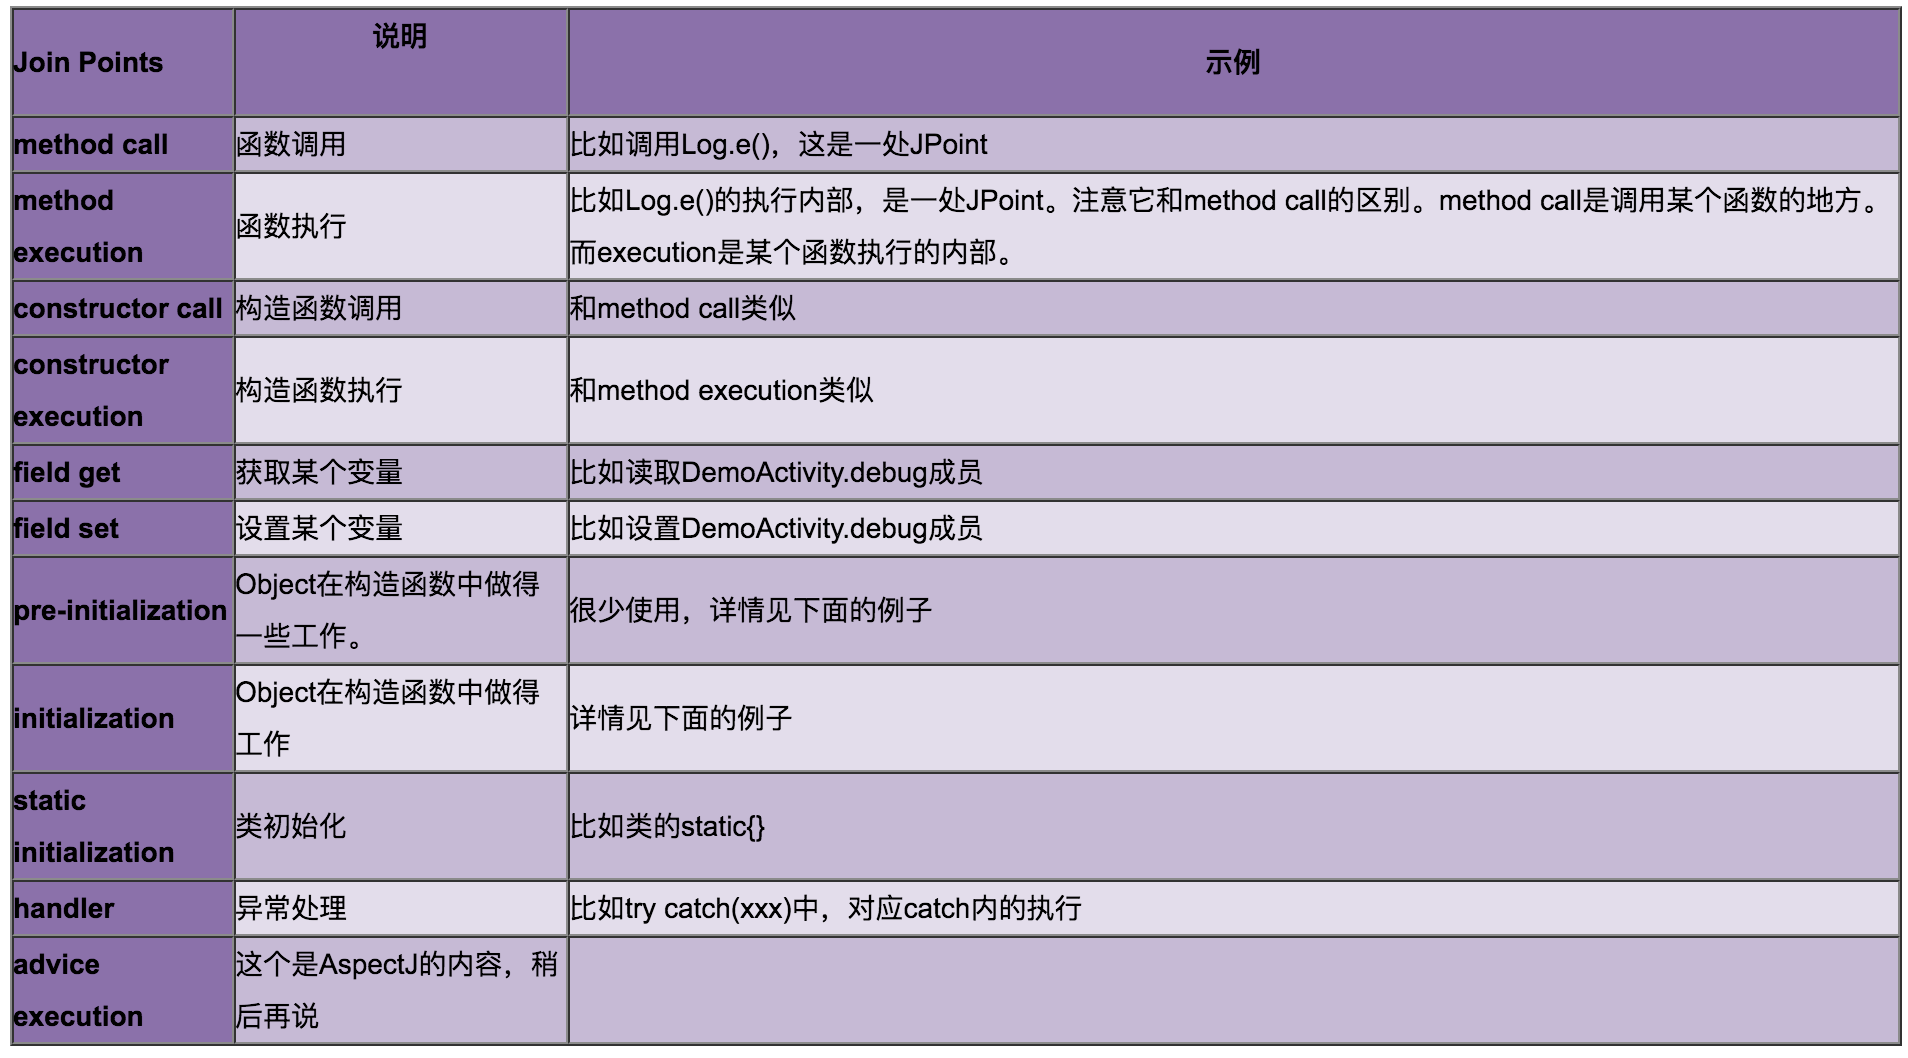 Join Points
说明
示例
method call
函数调用
比如调用Log.e()，这是一处JPoint
method
execution
函数执行
比如Log.e()的执行内部，是一处JPoint。注意它和method call的区别。method call是调用某个函数的地方。
而execution是某个函数执行的内部。
constructor call
构造函数调用
和method call类似
constructor
execution
构造函数执行
和method execution类似
field get
获取某个变量
比如读取DemoActivity.debug成员
field set
设置某个变量
比如设置DemoActivity.debug成员
pre-initialization
Object在构造函数中做得
一些工作。
很少使用，详情见下面的例子
initialization
Object在构造函数中做得
工作
详情见下面的例子
static
initialization
类初始化
比如类的static{}
handler
异常处理
比如try catch(xxx)中，对应catch内的执行
advice
execution
这个是AspectJ的内容，稍
后再说